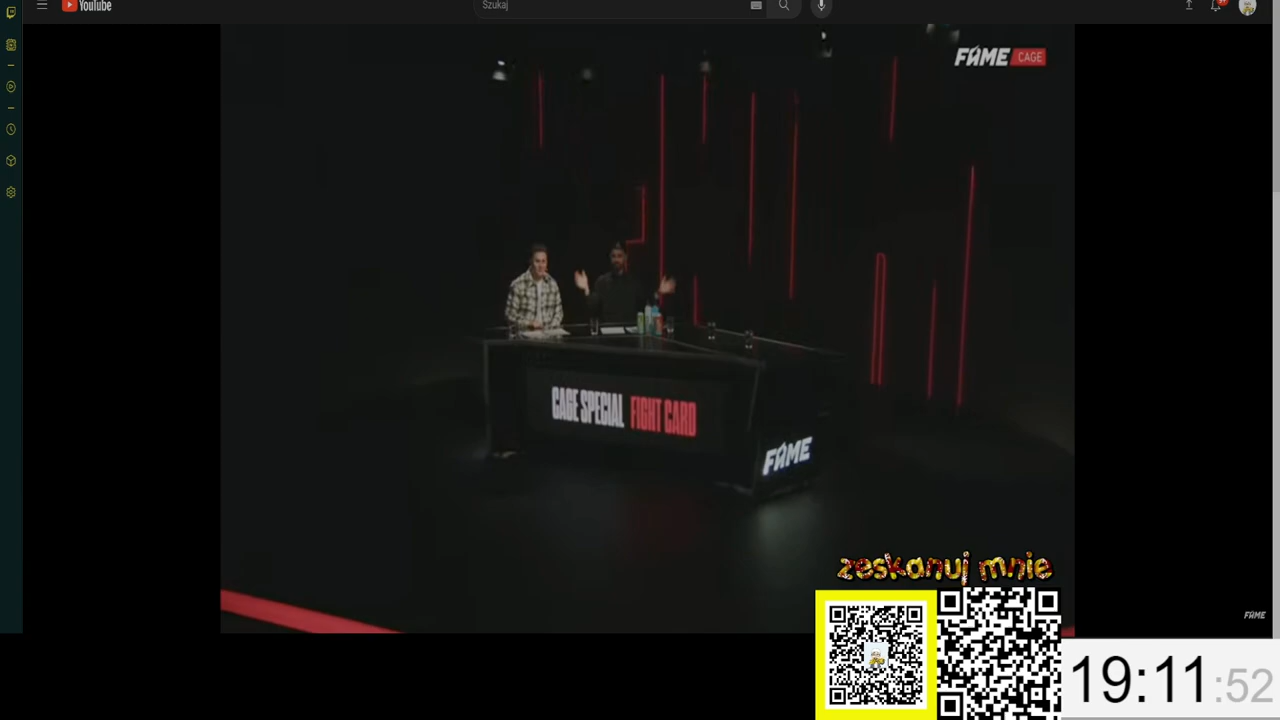 YouTube
Szukaj
FAME CAGE
CAGE SPECIAL FIGHT CARD
FAME
zeskanuj mnie
FAME
19:11:52